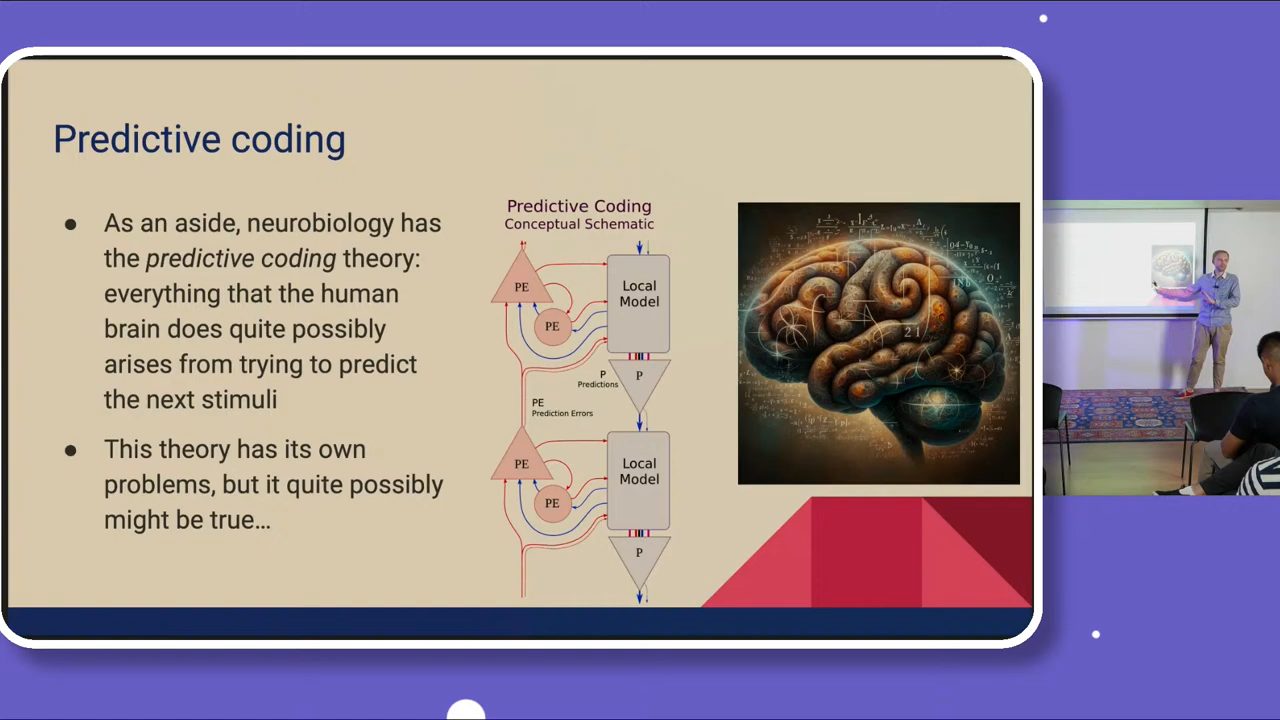 Predictive coding
● As an aside, neurobiology has
the predictive coding theory:
everything that the human
brain does quite possibly
arises from trying to predict
the next stimuli
● This theory has its own
problems, but it quite possibly
might be true…
Predictive Coding
Conceptual Schematic
PE
Local
Model
PE
P
P
Predictions
PE
Prediction Errors
PE
Local
Model
PE
P
21